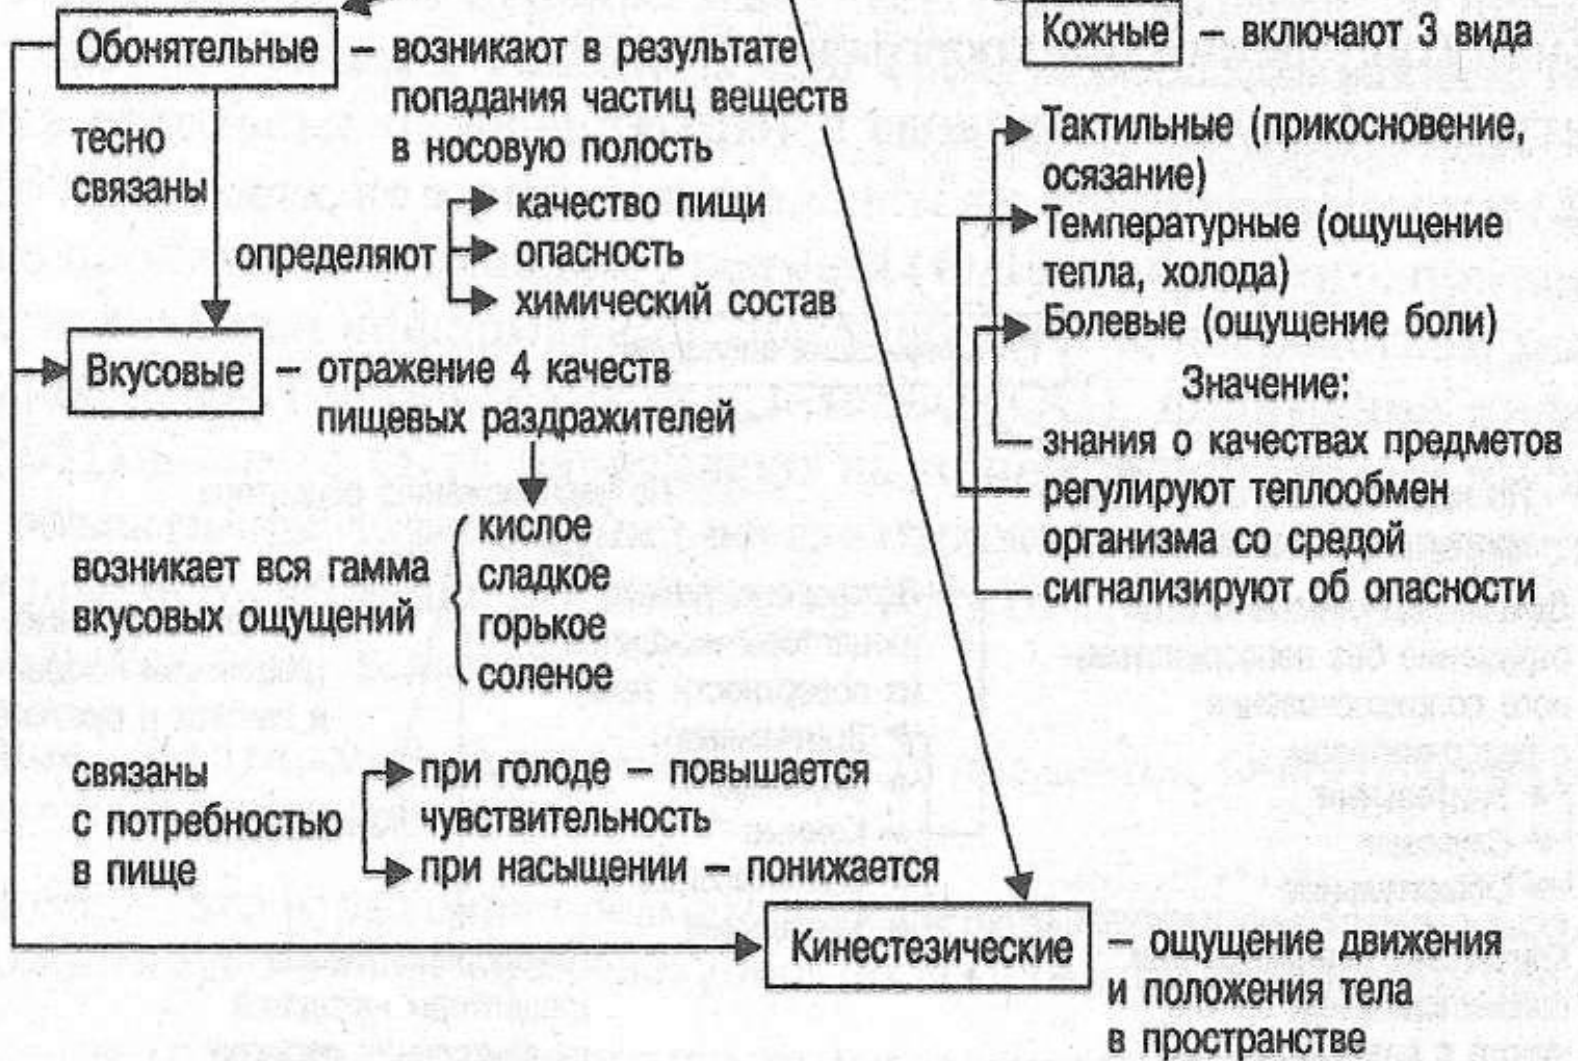 Обонятельные – возникают в результате
попадания частиц веществ
в носовую полость
тесно
связаны
определяют
качество пищи
опасность
химический состав
Вкусовые – отражение 4 качеств
пищевых раздражителей
возникает вся гамма
вкусовых ощущений
кислое
сладкое
горькое
соленое
связаны
с потребностью
в пище
при голоде – повышается
чувствительность
при насыщении – понижается
Кожные – включают 3 вида
Тактильные (прикосновение,
осязание)
Температурные (ощущение
тепла, холода)
Болевые (ощущение боли)
Значение:
знания о качествах предметов
регулируют теплообмен
организма со средой
сигнализируют об опасности
Кинестезические – ощущение движения
и положения тела
в пространстве